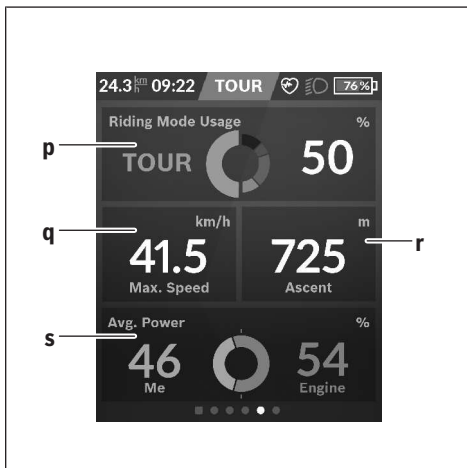 24.3 km/h 09:22 TOUR 76%
Riding Mode Usage %
p
TOUR 50
q
km/h m
r
41.5 725
Max. Speed Ascent
Avg. Power %
s
46 54
Me Engine